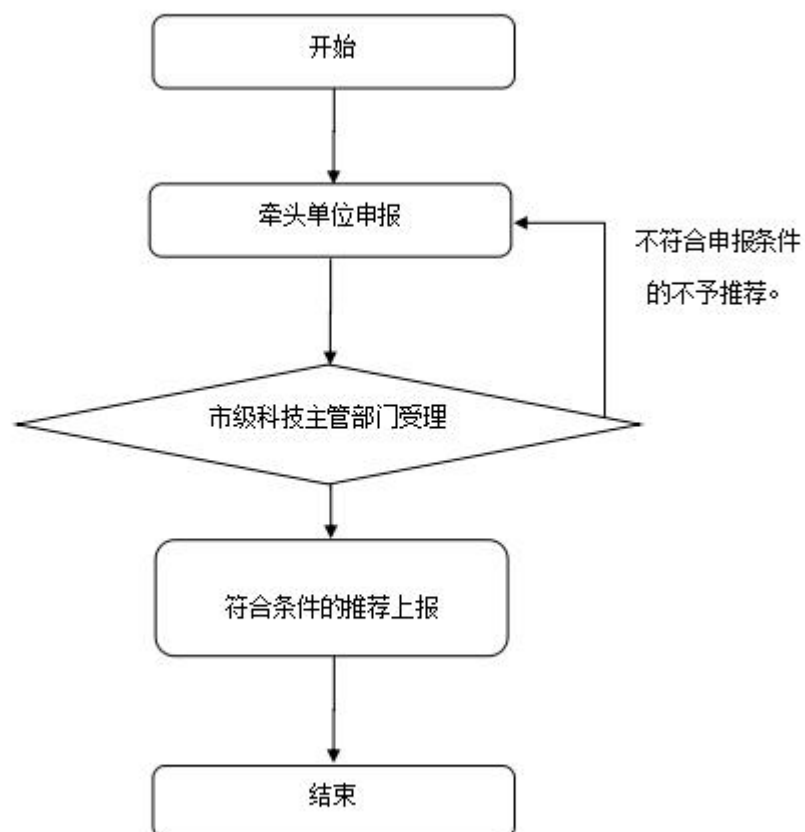 开始
牵头单位申报
不符合申报条件
的不予推荐。
市级科技主管部门受理
符合条件的推荐上报
结束